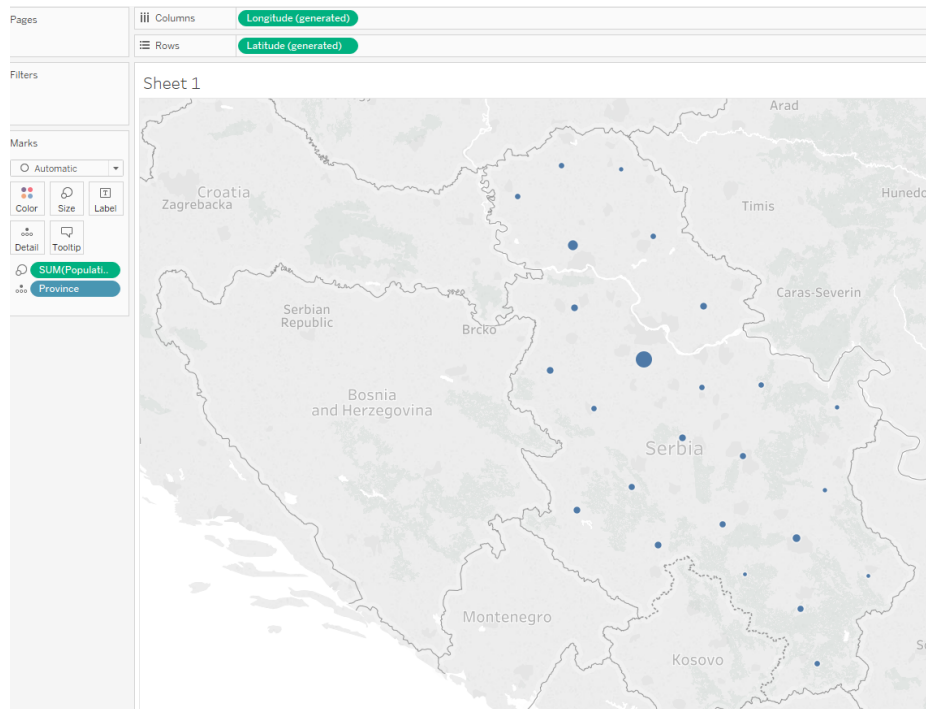 Pages
Columns
Longitude (generated)
Rows
Latitude (generated)
Filters
Sheet 1
Marks
Automatic
Color
Size
Label
Detail
Tooltip
SUM(Populati..
Province
Arad
Croatia
Zagrebacka
Timis
Hunedo
Caras-Severin
Serbian
Republic
Brcko
Bosnia
and Herzegovina
Serbia
Montenegro
Kosovo